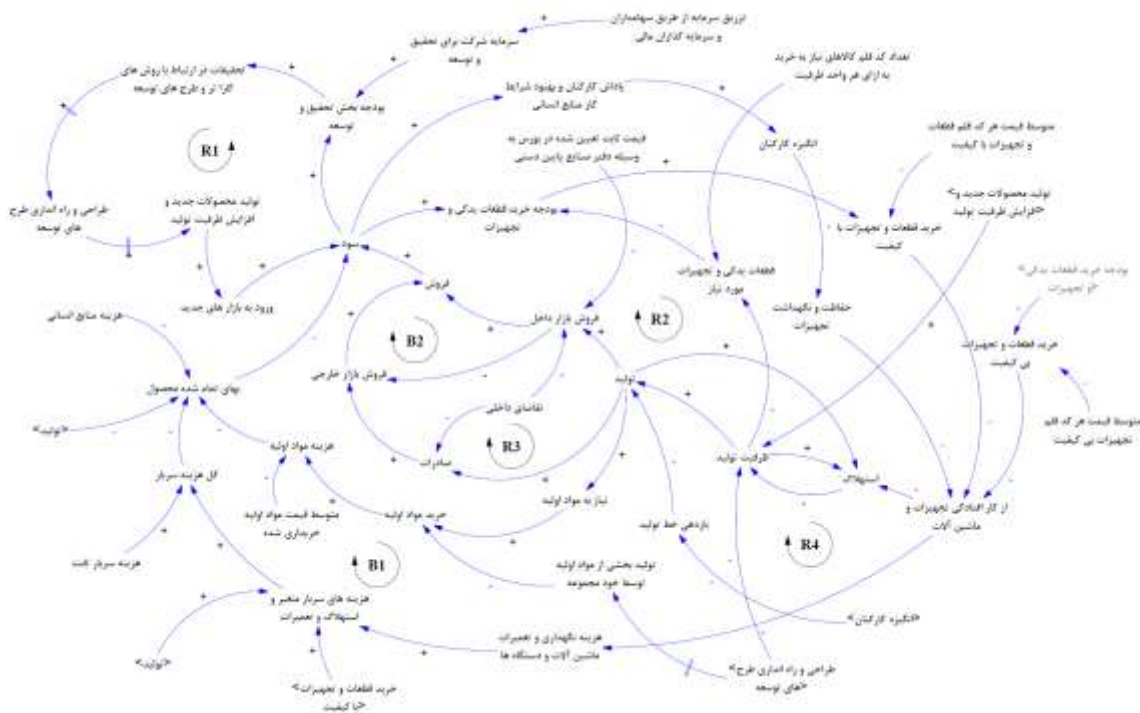 تزریق سرمایه از طریق سهامداران
و سرمایه گذاران مالی
سرمایه شرکت برای تحقیق
و توسعه
تعداد کد قلم کالاهای نیاز به خرید
به ازای هر واحد ظرفیت
تحقیقات در ارتباط با روش های
کارا تر و طرح های توسعه
بودجه بخش تحقیق و
توسعه
پاداش کارکنان و بهبود شرایط
کار منابع انسانی
قیمت ثابت تعیین شده در بورس به
وسیله دفتر صنایع پایین دستی
انگیزه کارکنان
متوسط قیمت هر کد قلم قطعات
و تجهیزات با کیفیت
R1
طراحی و راه اندازی طرح
های توسعه
تولید محصولات جدید و
افزایش ظرفیت تولید
بودجه خرید قطعات یدکی و
تجهیزات
تولید محصولات جدید و>
<افزایش ظرفیت تولید
خرید قطعات و تجهیزات با
کیفیت
سود
قطعات یدکی و تجهیزات
مورد نیاز
بودجه خرید قطعات یدکی>
<و تجهیزات
فروش
ورود به بازار های جدید
حفاظت و نگهداشت
تجهیزات
هزینه منابع انسانی
فروش بازار داخل
R2
B2
خرید قطعات و تجهیزات
بی کیفیت
فروش بازار خارجی
تولید
بهای تمام شده محصول
تقاضای داخلی
<تولید>
متوسط قیمت هر کد قلم
تجهیزات بی کیفیت
هزینه مواد اولیه
R3
صادرات
ظرفیت تولید
استهلاک
کل هزینه سربار
متوسط قیمت مواد اولیه
خریداری شده
خرید مواد اولیه
نیاز به مواد اولیه
بازدهی خط تولید
از کار افتادگی تجهیزات و
ماشین آلات
R4
هزینه سربار ثابت
B1
تولید بخشی از مواد اولیه
توسط خود مجموعه
هزینه های سربار متغیر و
استهلاک و تعمیرات
<انگیزه کارکنان>
هزینه نگهداری و تعمیرات
ماشین آلات و دستگاه ها
<تولید>
طراحی و راه اندازی طرح>
<های توسعه
خرید قطعات و تجهیزات>
<با کیفیت